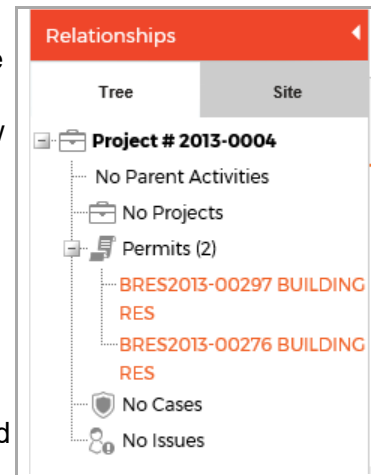 Relationships
Tree Site
Project # 2013-0004
No Parent Activities
No Projects
Permits (2)
BRES2013-00297 BUILDING
RES
BRES2013-00276 BUILDING
RES
No Cases
No Issues